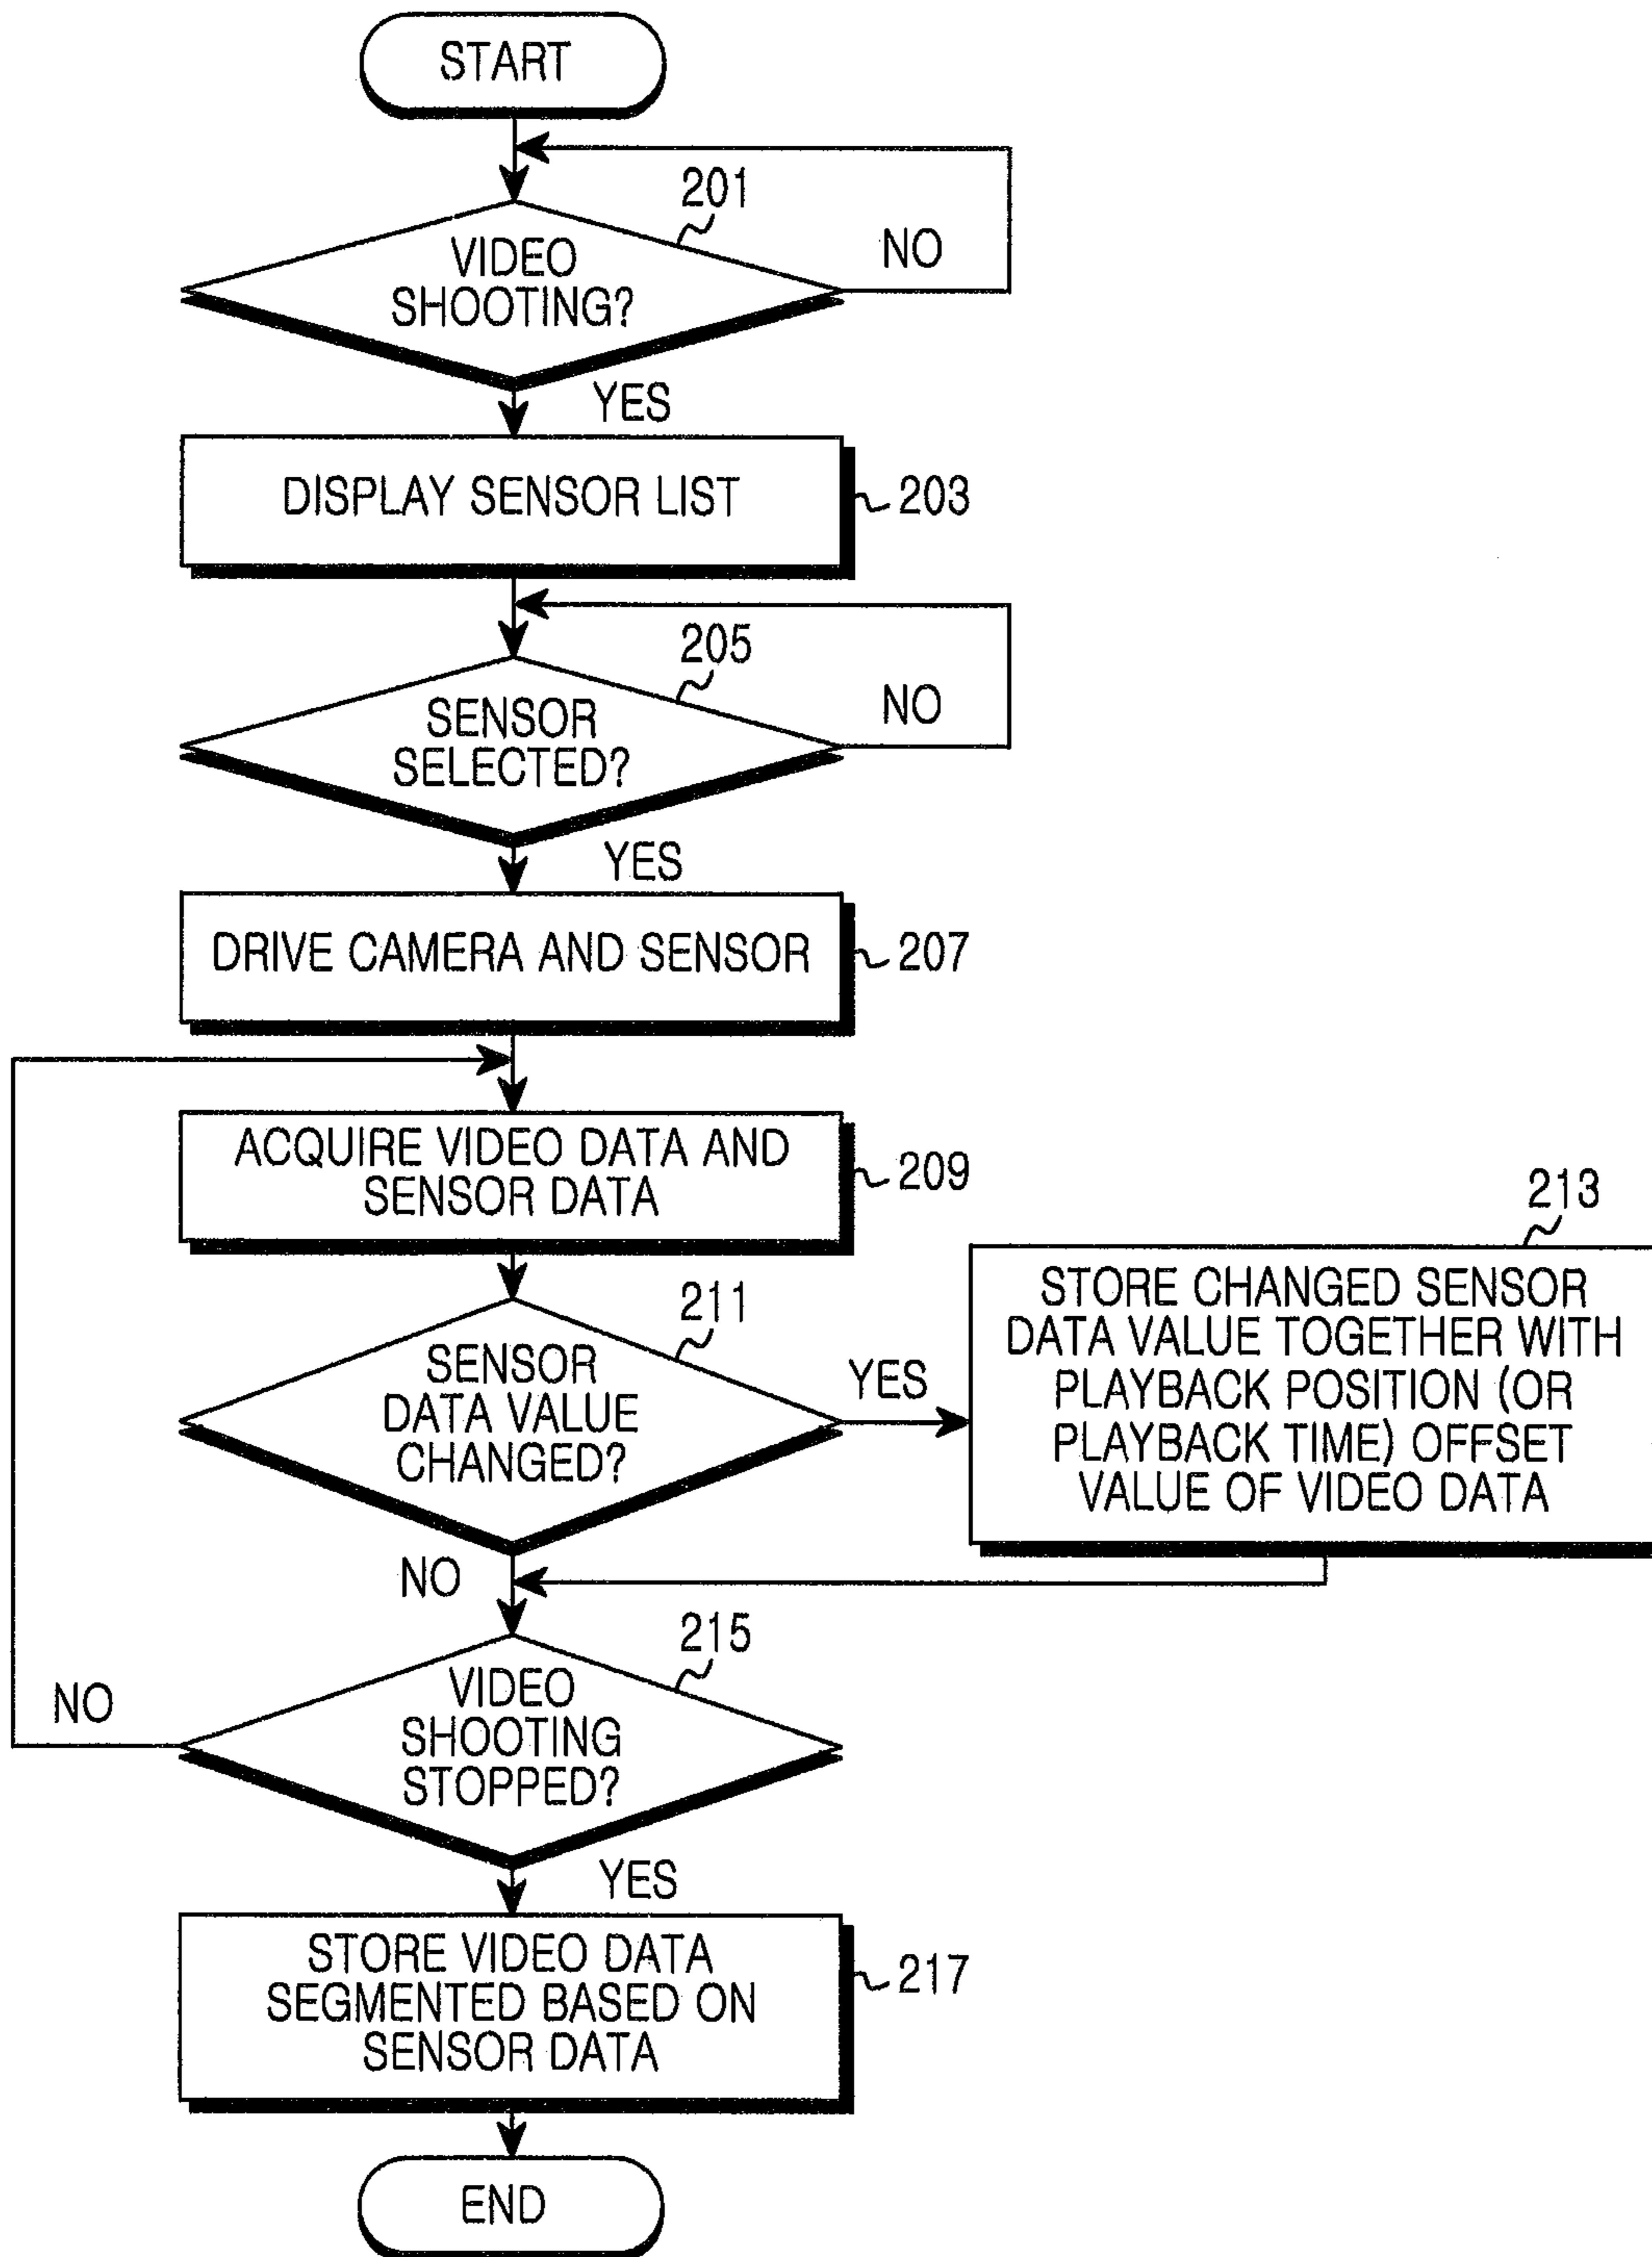 START
201
VIDEO
SHOOTING?
NO
YES
DISPLAY SENSOR LIST
203
205
SENSOR
SELECTED?
NO
YES
DRIVE CAMERA AND SENSOR
207
ACQUIRE VIDEO DATA AND
SENSOR DATA
209
211
SENSOR
DATA VALUE
CHANGED?
YES
213
STORE CHANGED SENSOR
DATA VALUE TOGETHER WITH
PLAYBACK POSITION (OR
PLAYBACK TIME) OFFSET
VALUE OF VIDEO DATA
NO
215
VIDEO
SHOOTING
STOPPED?
NO
YES
STORE VIDEO DATA
SEGMENTED BASED ON
SENSOR DATA
217
END